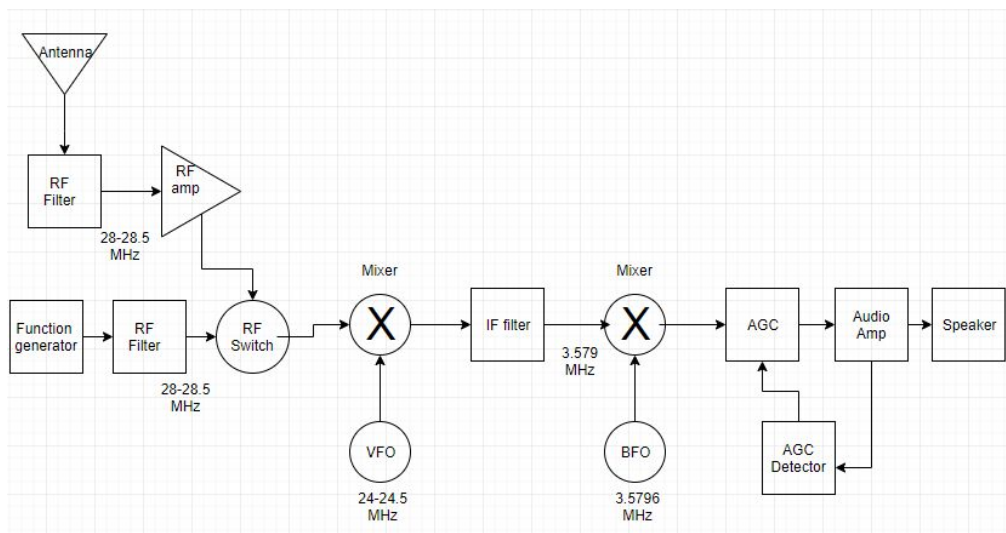 Antenna
RF
Filter
RF
amp
28-28.5
MHz
Mixer
Mixer
Function
generator
RF
Filter
RF
Switch
X
IF filter
X
AGC
Audio
Amp
Speaker
3.579
MHz
28-28.5
MHz
VFO
BFO
AGC
Detector
24-24.5
MHz
3.5796
MHz